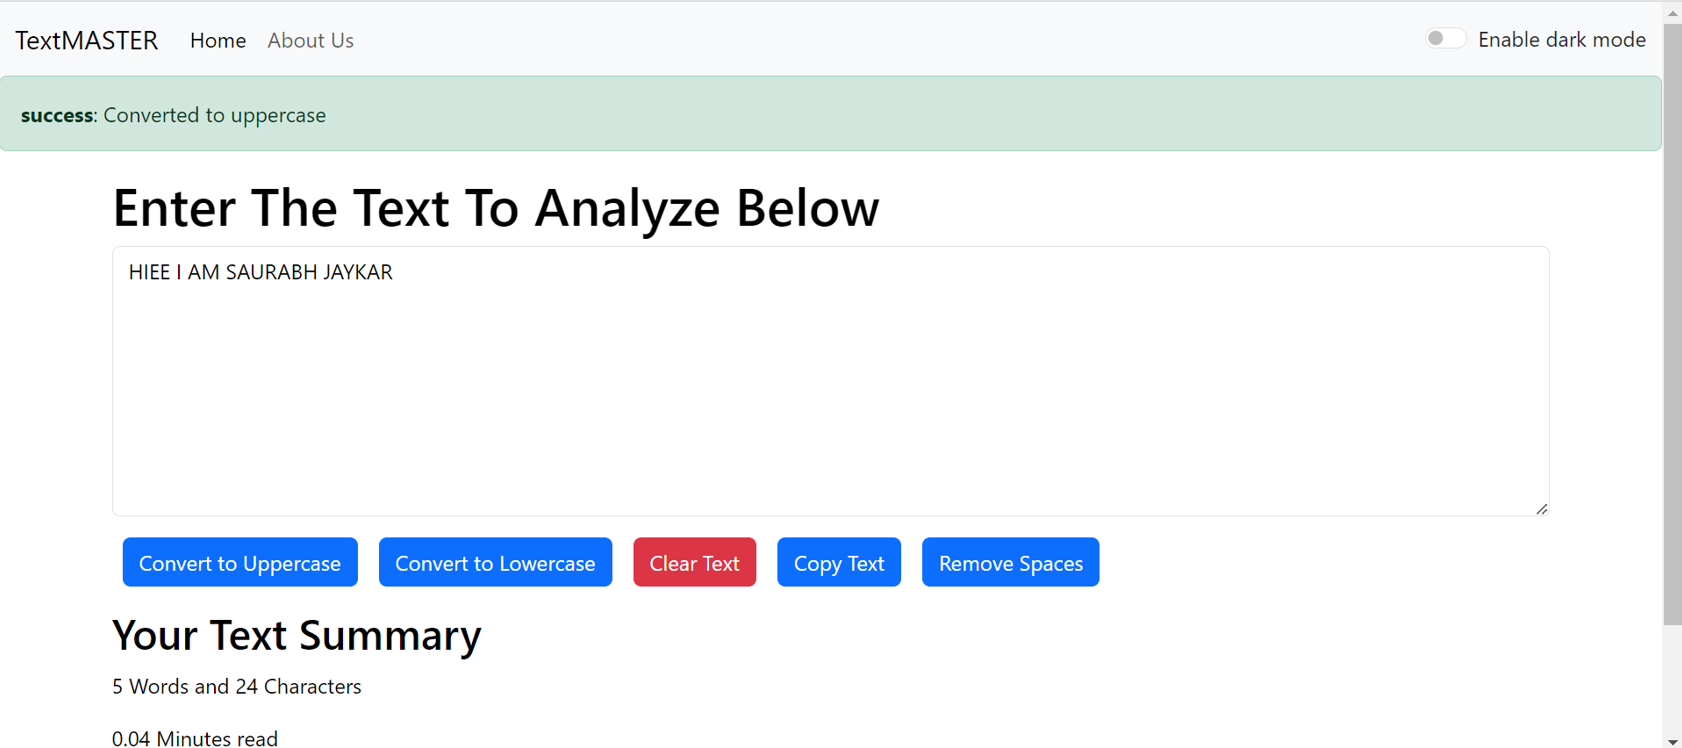 TextMASTER Home About Us Enable dark mode
success: Converted to uppercase
Enter The Text To Analyze Below
HIEE I AM SAURABH JAYKAR
Convert to Uppercase Convert to Lowercase Clear Text Copy Text Remove Spaces
Your Text Summary
5 Words and 24 Characters
0.04 Minutes read